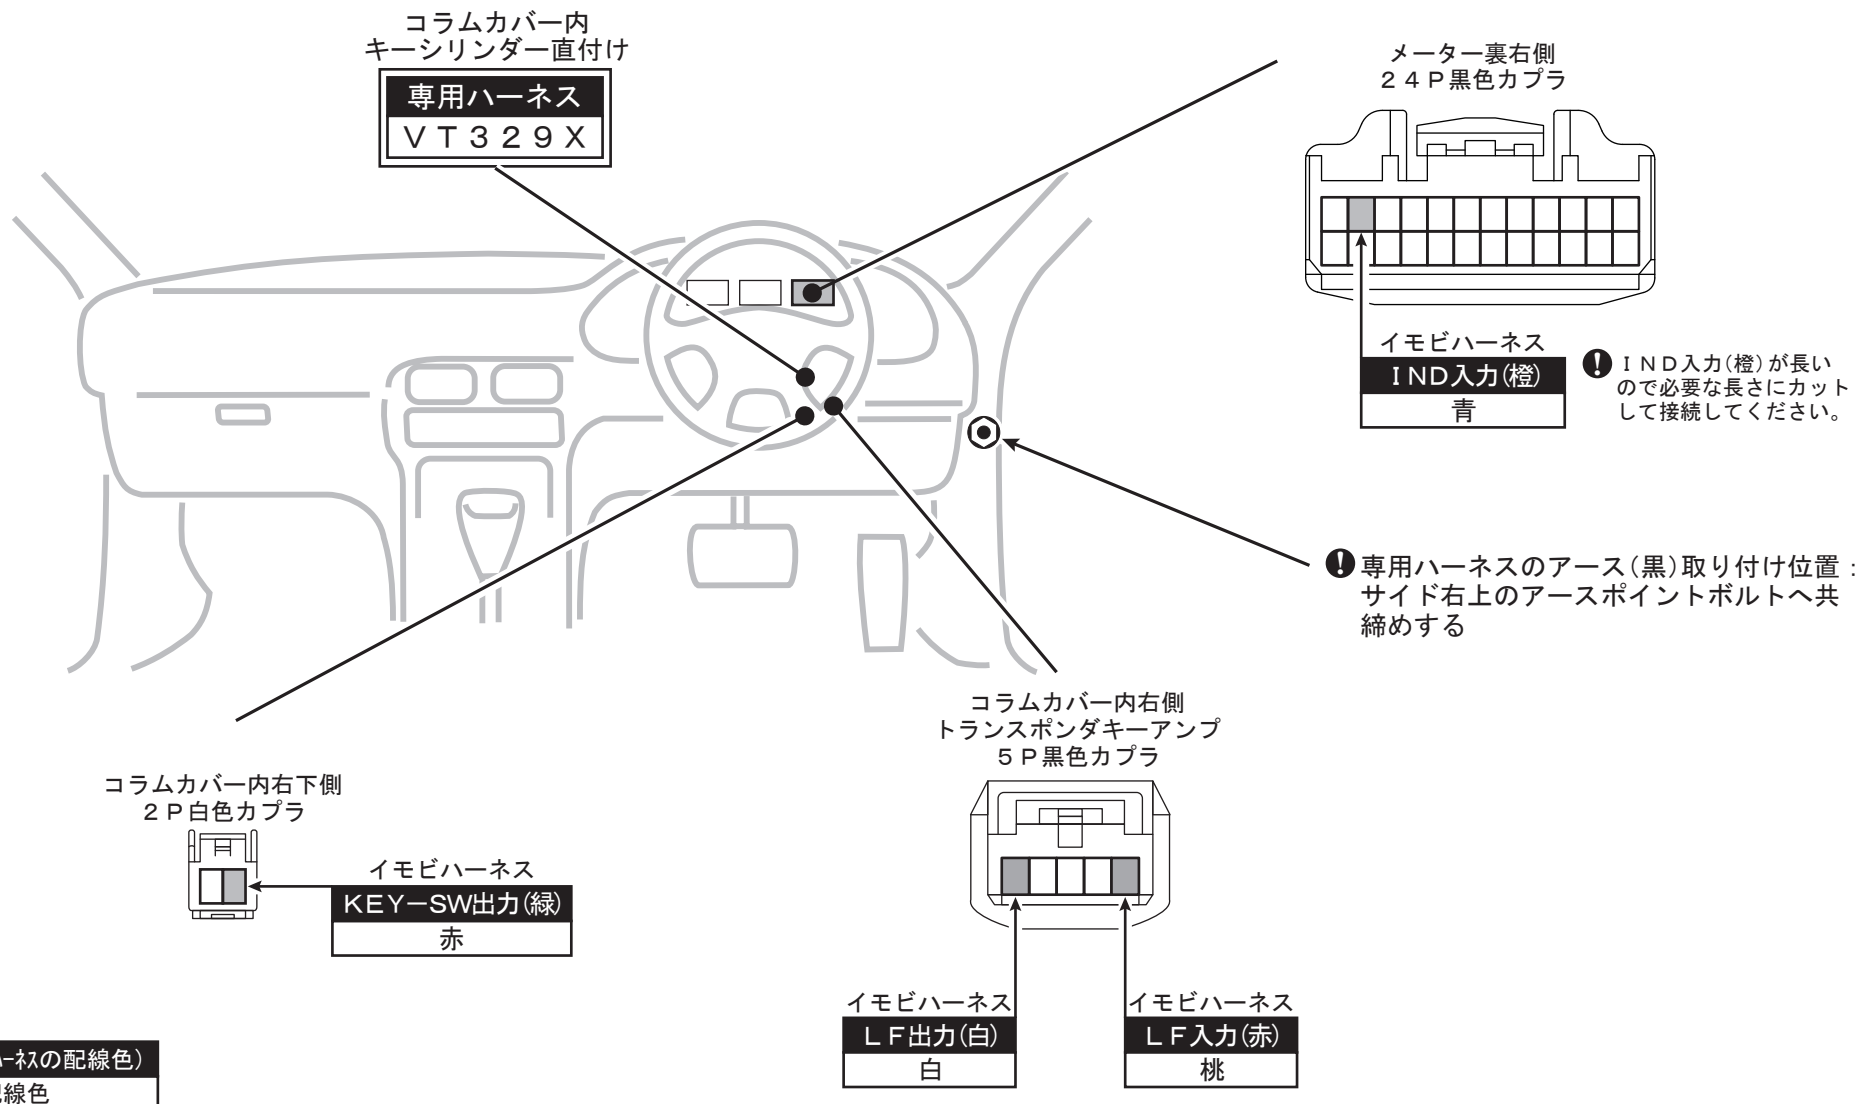 コラムカバー内
キーシリンダー直付け
専用ハーネス
ＶＴ３２９Ｘ
メーター裏右側
２４Ｐ黒色カプラ
イモビハーネス
ＩＮＤ入力(橙)
青
ＩＮＤ入力(橙)が長い
ので必要な長さにカット
して接続してください。
専用ハーネスのアース(黒)取り付け位置：
サイド右上のアースポイントボルトへ共
締めする
コラムカバー内右側
トランスポンダキーアンプ
５Ｐ黒色カプラ
コラムカバー内右下側
２Ｐ白色カプラ
イモビハーネス
ＫＥＹ－SW出力(緑)
赤
イモビハーネス
ＬＦ出力(白)
白
イモビハーネス
ＬＦ入力(赤)
桃
ﾊｰﾈｽの配線色)
線色